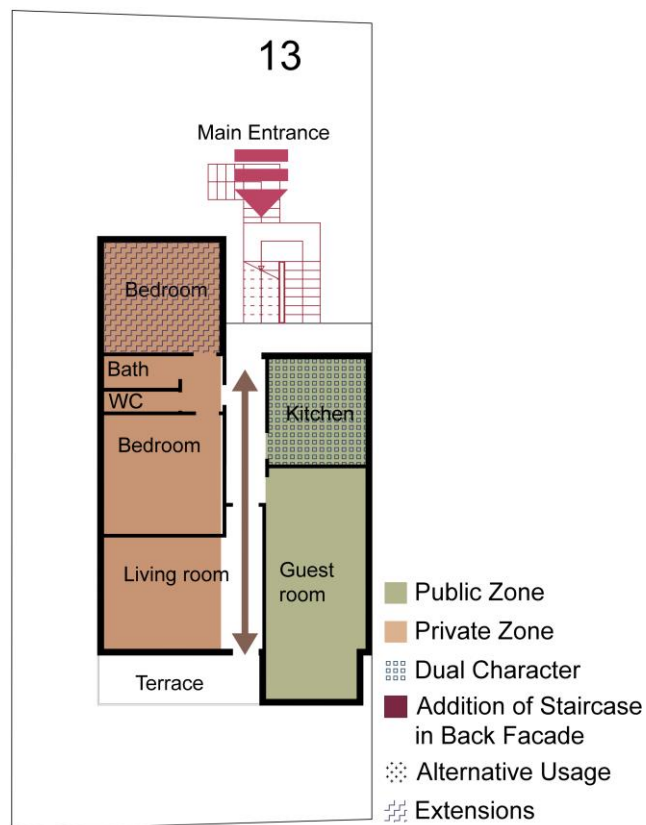 13
Main Entrance
Bedroom
Bath
WC
Kitchen
Bedroom
Living room
Guest
room
Terrace
Public Zone
Private Zone
Dual Character
Addition of Staircase
in Back Facade
Alternative Usage
Extensions